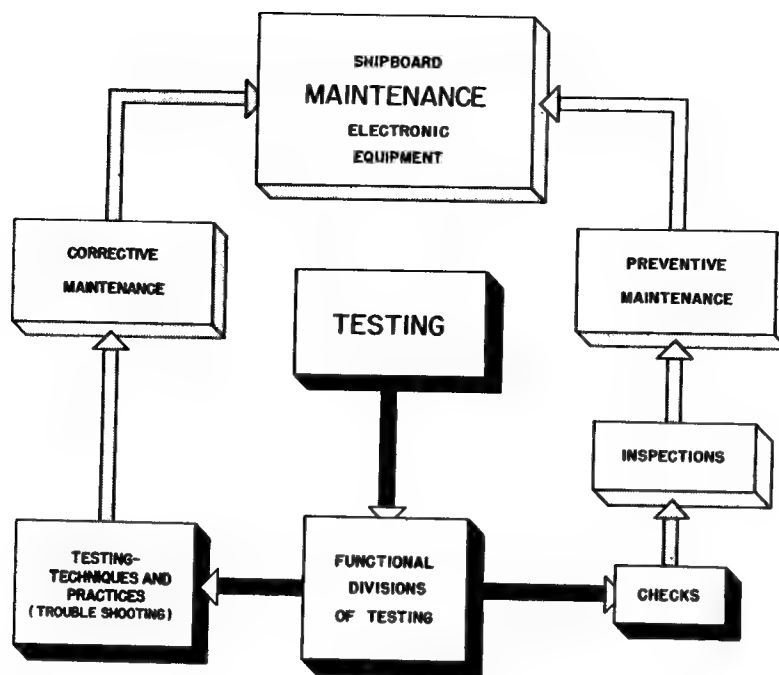 SHIPBOARD
MAINTENANCE
ELECTRONIC
EQUIPMENT
CORRECTIVE
MAINTENANCE
PREVENTIVE
MAINTENANCE
TESTING
INSPECTIONS
TESTING-
TECHNIQUES AND
PRACTICES
(TROUBLE SHOOTING)
FUNCTIONAL
DIVISIONS
OF TESTING
CHECKS